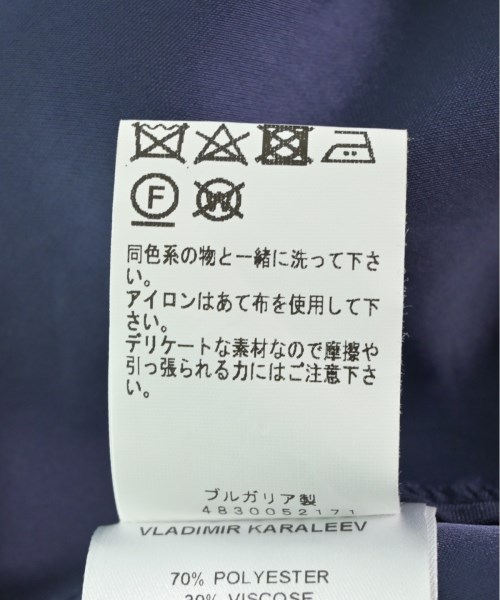 F W
同色系の物と一緒に洗って下さ
い。
アイロンはあて布を使用して下
さい。
デリケートな素材なので摩擦や
引っ張られる力にはご注意下さ
い。
ブルガリア製
4830052171
VLADIMIR KARALEEV
70% POLYESTER
30% VISCOSE